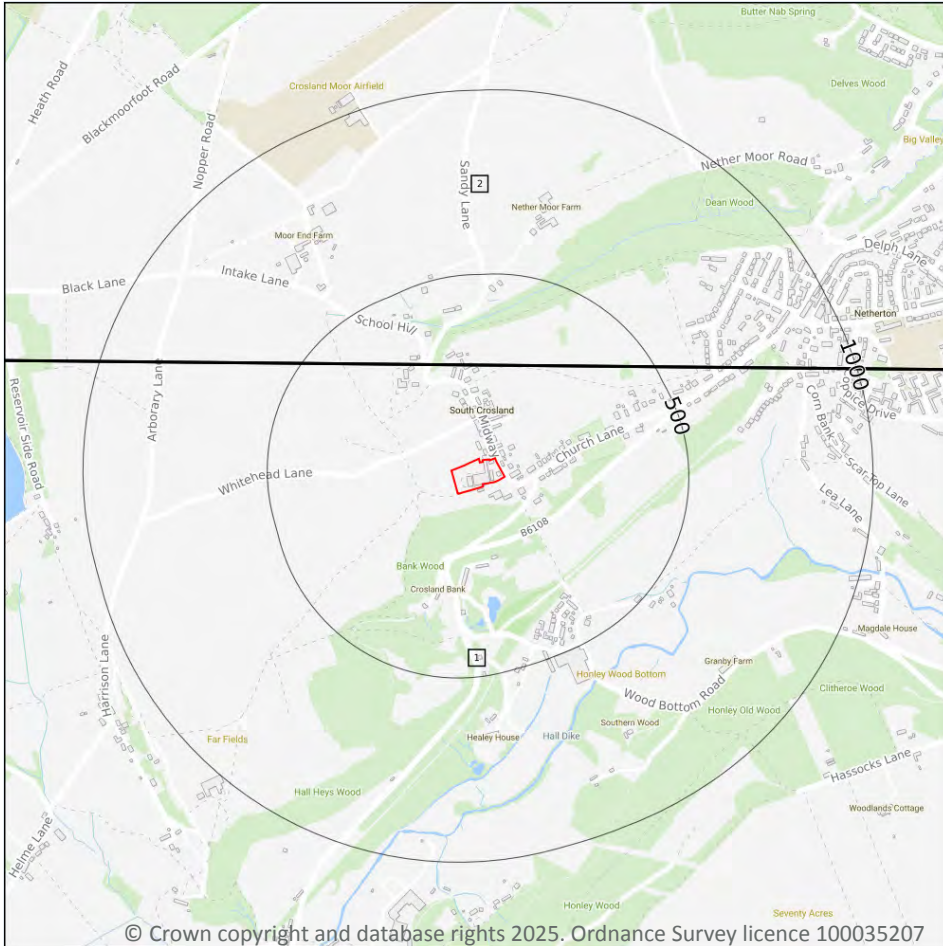 Butter Nab Spring
Heath Road
Blackmoorfoot Road
Crosland Moor Airfield
Delves Wood
Nopper Road
Big Valley
Nether Moor Road
Sandy Lane
2
Dean Wood
Nether Moor Farm
Moor End Farm
Delph Lane
Intake Lane
Black Lane
Netherton
School Hill
1000
Arborary Lane
Reservoir Side Road
oppice Drive
South Crosland
500
Corn Bank
Midway
Church Lane
Scar Top Lane
Whitehead Lane
Lea Lane
B6108
Bank Wood
Crosland Bank
Magdale House
1
Granby Farm
Honley Wood Bottom
Clitheroe Wood
Wood Bottom Road
Harrison Lane
Honley Old Wood
Southern Wood
Healey House
Hall Dike
Far Fields
Hassocks Lane
Hall Heys Wood
Woodlands Cottage
Helme Lane
Honley Wood
Seventy Acres
© Crown copyright and database rights 2025. Ordnance Survey licence 100035207